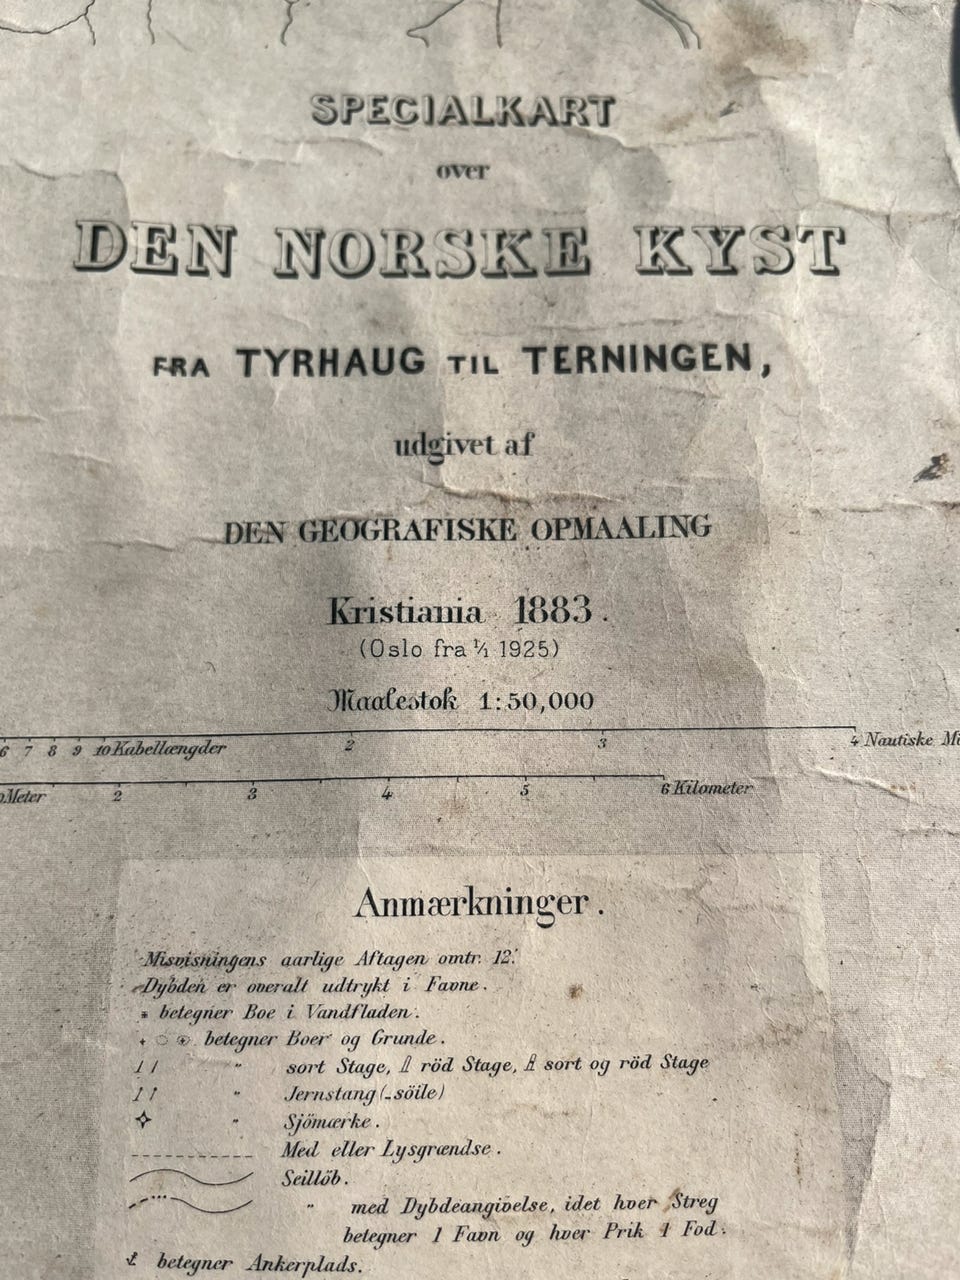 SPECIALKART
over
DEN NORSKE KYST
FRA TYRHAUG TIL TERNINGEN,
udgivet af
DEN GEOGRAFISKE OPMAALING
Kristiania 1883.
(Oslo fra 1/1 1925)
Maalestok 1:50,000
6 7 8 9 10 Kabellængder 2 3 4 Nautiske
Meter 2 3 4 5 6 Kilometer
Anmærkninger.
Misvisningens aarlige Aftagen omtr. 12'.
Dybden er overalt udtrykt i Favne.
betegner Boe i Vandfladen.
betegner Boer og Grunde.
" sort Stage, röd Stage, sort og röd Stage
" Jernstang (-söile)
" Sjömærke.
Med eller Lysgrændse.
Seillöb.
" med Dybdeangivelse, idet hver Streg
betegner 1 Favn og hver Prik 1 Fod.
betegner Ankerplads.